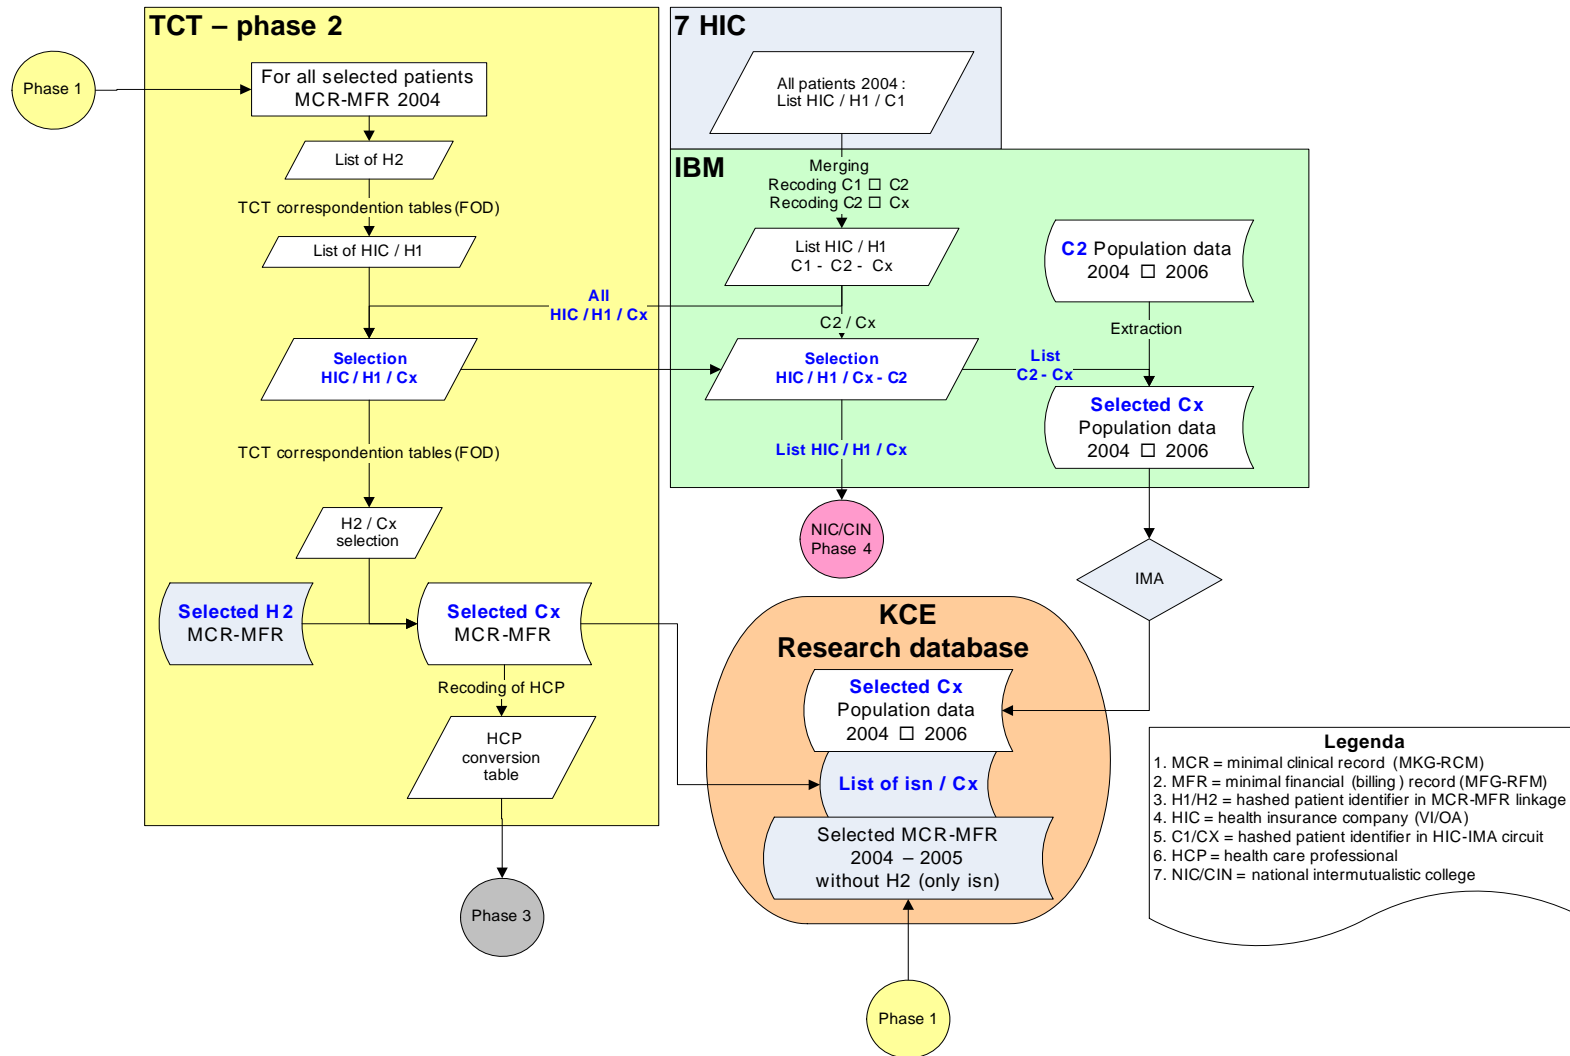 TCT – phase 2
Phase 1
For all selected patients
MCR-MFR 2004
List of H2
TCT correspondention tables (FOD)
List of HIC / H1
All
HIC / H1 / Cx
Selection
HIC / H1 / Cx
TCT correspondention tables (FOD)
H2 / Cx
selection
Selected H2
MCR-MFR
Selected Cx
MCR-MFR
Recoding of HCP
HCP
conversion
table
Phase 3
7 HIC
All patients 2004 :
List HIC / H1 / C1
IBM
Merging
Recoding C1 □ C2
Recoding C2 □ Cx
List HIC / H1
C1 - C2 - Cx
C2 / Cx
Selection
HIC / H1 / Cx - C2
List HIC / H1 / Cx
NIC/CIN
Phase 4
C2 Population data
2004 □ 2006
Extraction
List
C2 - Cx
Selected Cx
Population data
2004 □ 2006
IMA
KCE
Research database
Selected Cx
Population data
2004 □ 2006
List of isn / Cx
Selected MCR-MFR
2004 – 2005
without H2 (only isn)
Phase 1
Legenda
1. MCR = minimal clinical record (MKG-RCM)
2. MFR = minimal financial (billing) record (MFG-RFM)
3. H1/H2 = hashed patient identifier in MCR-MFR linkage
4. HIC = health insurance company (VI/OA)
5. C1/CX = hashed patient identifier in HIC-IMA circuit
6. HCP = health care professional
7. NIC/CIN = national intermutualistic college